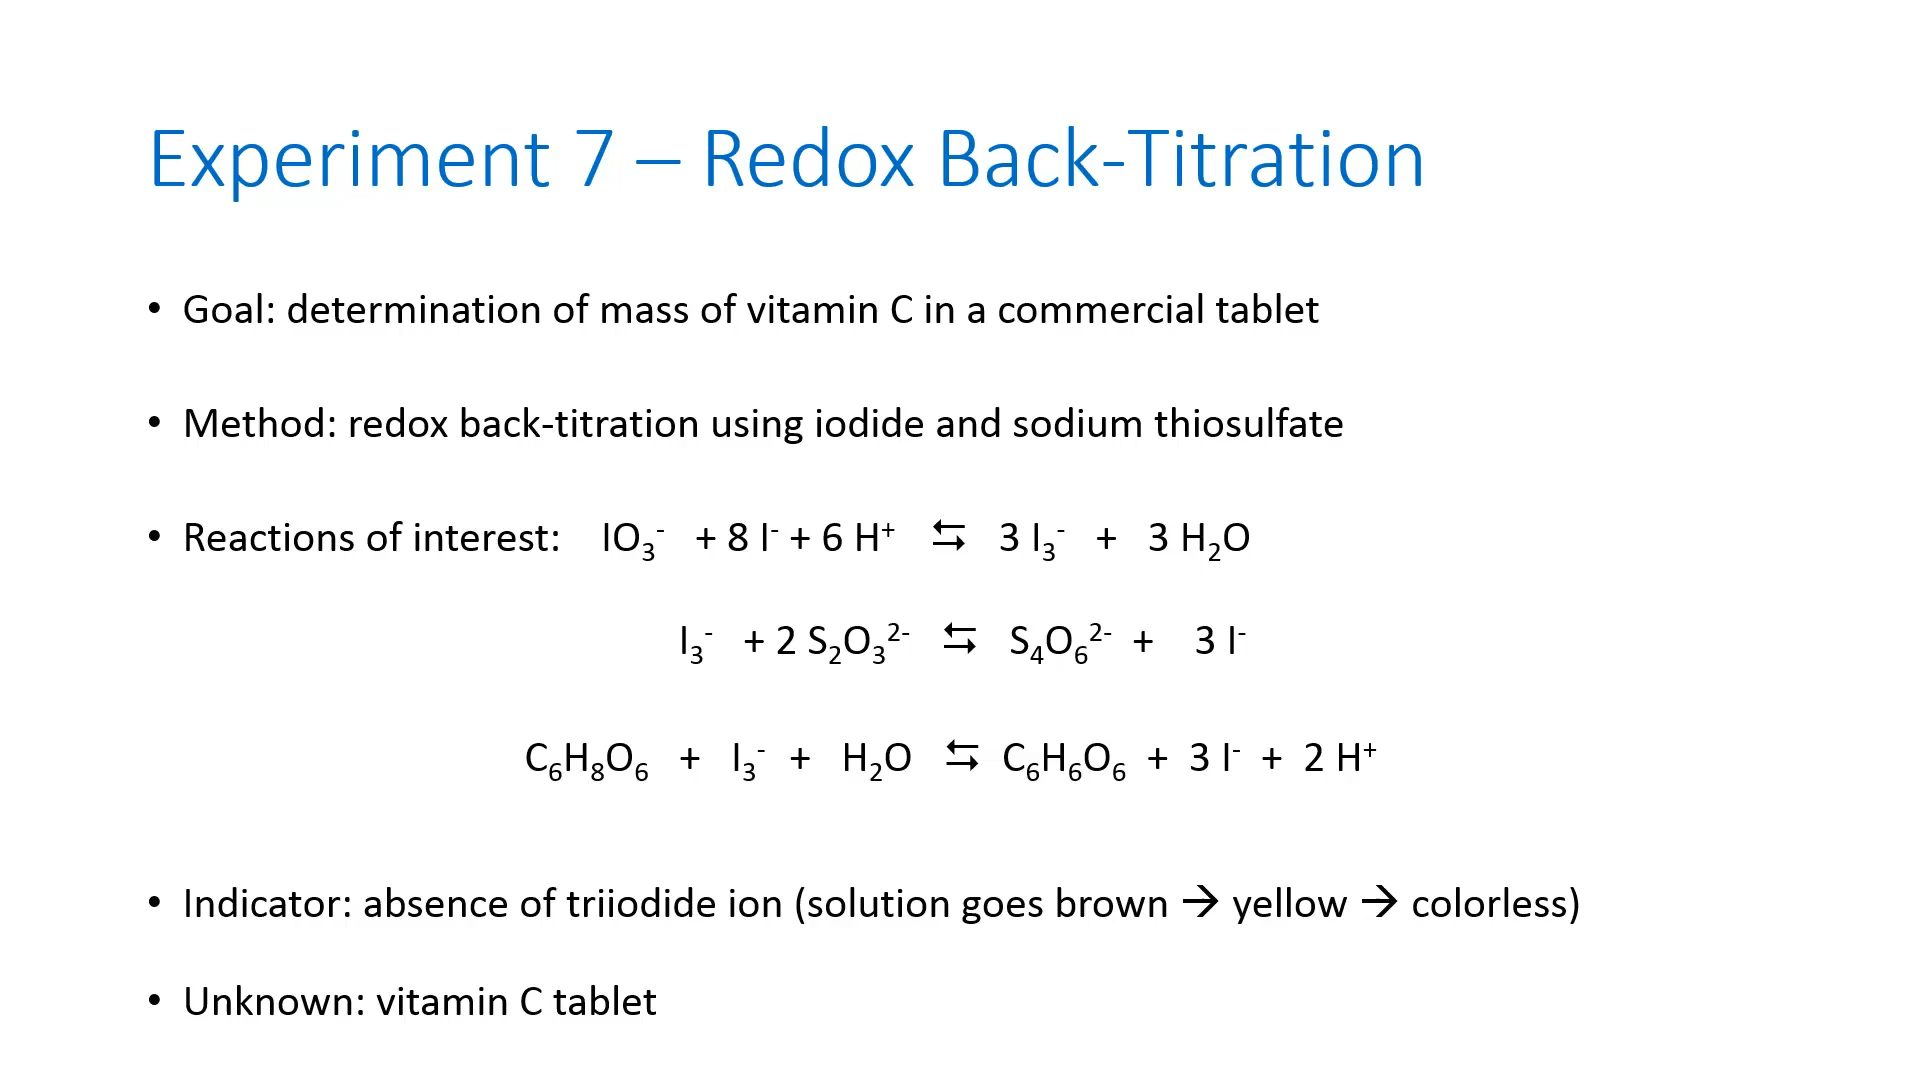 Experiment 7 – Redox Back-Titration
• Goal: determination of mass of vitamin C in a commercial tablet
• Method: redox back-titration using iodide and sodium thiosulfate
• Reactions of interest: IO₃⁻ + 8 I⁻ + 6 H⁺ ⮀ 3 I₃⁻ + 3 H₂O
I₃⁻ + 2 S₂O₃²⁻ ⮀ S₄O₆²⁻ + 3 I⁻
C₆H₈O₆ + I₃⁻ + H₂O ⮀ C₆H₆O₆ + 3 I⁻ + 2 H⁺
• Indicator: absence of triiodide ion (solution goes brown → yellow → colorless)
• Unknown: vitamin C tablet